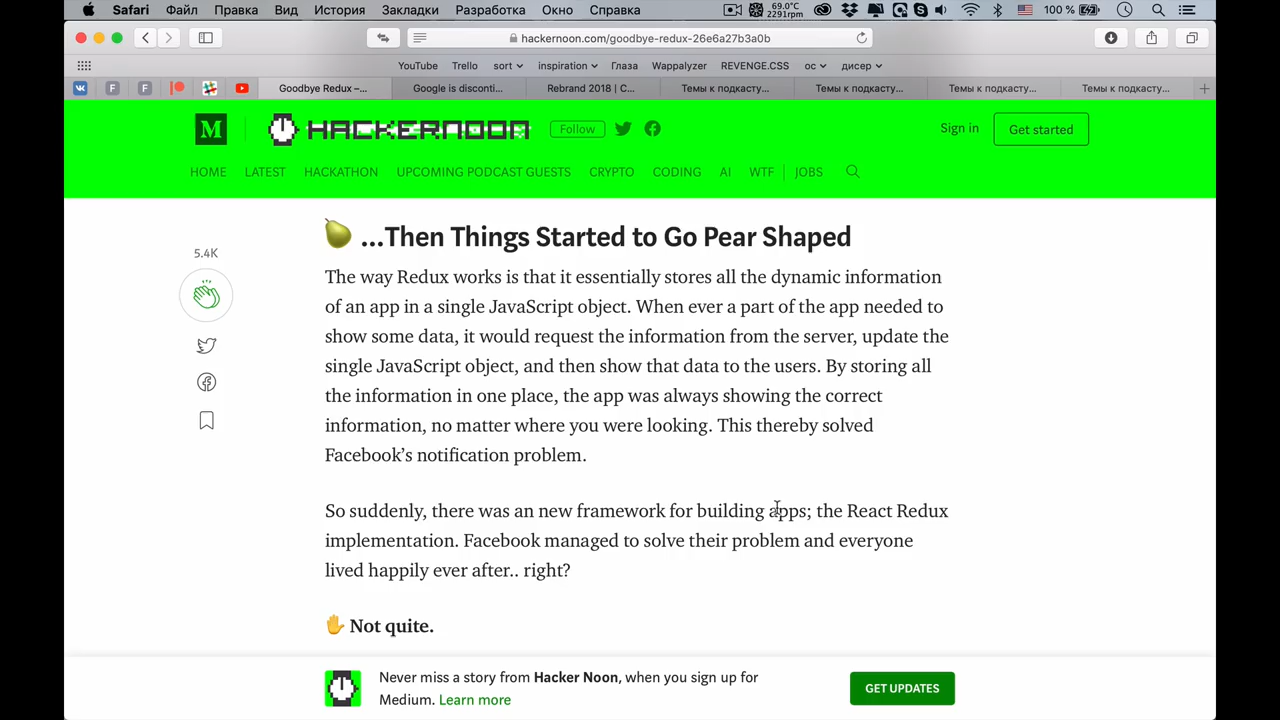 Safari Файл Правка Вид История Закладки Разработка Окно Справка 69.0°C 2291rpm 100 %
hackernoon.com/goodbye-redux-26e6a27b3a0b
YouTube Trello sort inspiration Глаза Wappalyzer REVENGE.CSS ос дисер
F F Goodbye Redux –... Google is disconti... Rebrand 2018 | C... Темы к подкасту... Темы к подкасту... Темы к подкасту... Темы к подкасту...
M HACKERNOON Follow Sign in Get started
HOME LATEST HACKATHON UPCOMING PODCAST GUESTS CRYPTO CODING AI WTF JOBS
...Then Things Started to Go Pear Shaped
5.4K
The way Redux works is that it essentially stores all the dynamic information
of an app in a single JavaScript object. When ever a part of the app needed to
show some data, it would request the information from the server, update the
single JavaScript object, and then show that data to the users. By storing all
the information in one place, the app was always showing the correct
information, no matter where you were looking. This thereby solved
Facebook's notification problem.
So suddenly, there was an new framework for building apps; the React Redux
implementation. Facebook managed to solve their problem and everyone
lived happily ever after.. right?
Not quite.
Never miss a story from Hacker Noon, when you sign up for
Medium. Learn more
GET UPDATES